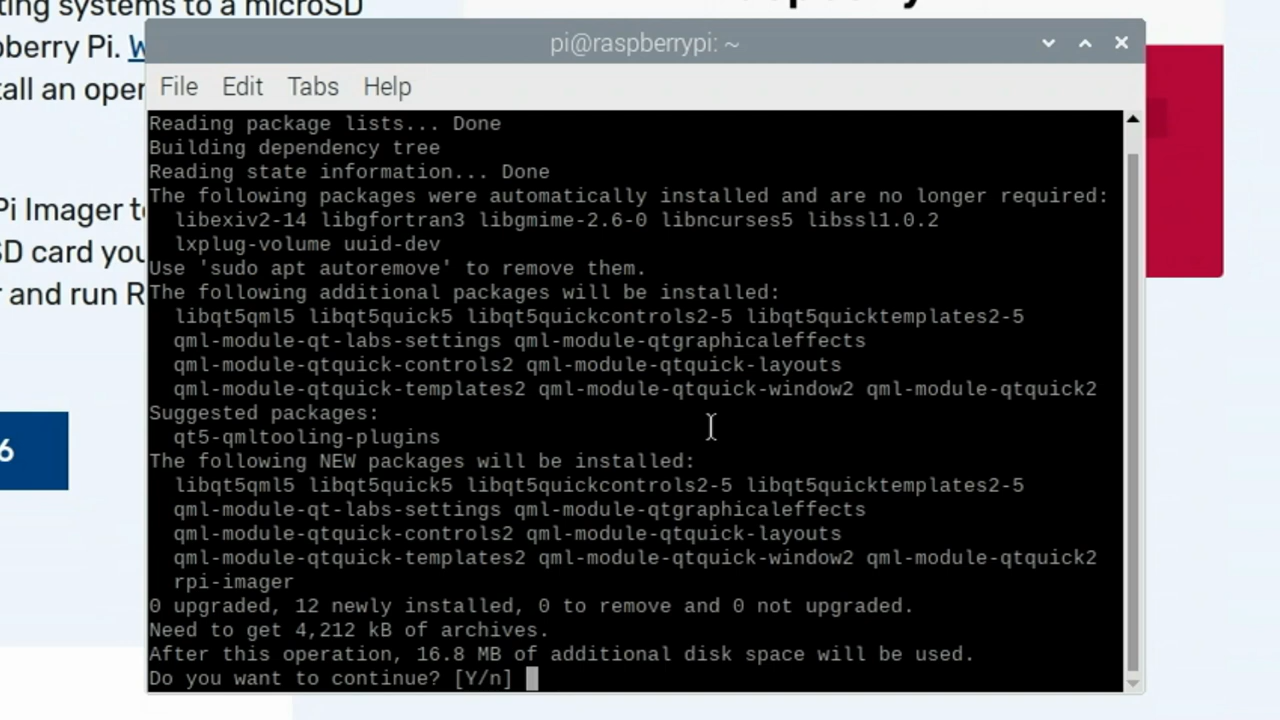 ting systems to a microSD
pberry Pi. W
tall an oper
Pi Imager to
SD card you
r and run R
6
pi@raspberrypi: ~
File Edit Tabs Help
Reading package lists... Done
Building dependency tree
Reading state information... Done
The following packages were automatically installed and are no longer required:
libexiv2-14 libgfortran3 libgmime-2.6-0 libncurses5 libssl1.0.2
lxplug-volume uuid-dev
Use 'sudo apt autoremove' to remove them.
The following additional packages will be installed:
libqt5qml5 libqt5quick5 libqt5quickcontrols2-5 libqt5quicktemplates2-5
qml-module-qt-labs-settings qml-module-qtgraphicaleffects
qml-module-qtquick-controls2 qml-module-qtquick-layouts
qml-module-qtquick-templates2 qml-module-qtquick-window2 qml-module-qtquick2
Suggested packages:
qt5-qmltooling-plugins
The following NEW packages will be installed:
libqt5qml5 libqt5quick5 libqt5quickcontrols2-5 libqt5quicktemplates2-5
qml-module-qt-labs-settings qml-module-qtgraphicaleffects
qml-module-qtquick-controls2 qml-module-qtquick-layouts
qml-module-qtquick-templates2 qml-module-qtquick-window2 qml-module-qtquick2
rpi-imager
0 upgraded, 12 newly installed, 0 to remove and 0 not upgraded.
Need to get 4,212 kB of archives.
After this operation, 16.8 MB of additional disk space will be used.
Do you want to continue? [Y/n]